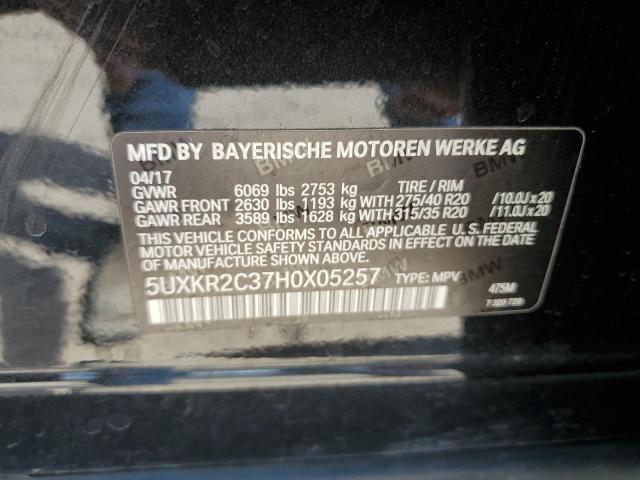 MFD BY BAYERISCHE MOTOREN WERKE AG
04/17
GVWR 6069 lbs 2753 kg TIRE / RIM
GAWR FRONT 2630 lbs 1193 kg WITH 275/40 R20 /10.0J x 20
GAWR REAR 3589 lbs 1628 kg WITH 315/35 R20 /11.0J x 20
THIS VEHICLE CONFORMS TO ALL APPLICABLE U. S. FEDERAL
MOTOR VEHICLE SAFETY STANDARDS IN EFFECT ON THE DATE
OF MANUFACTURE SHOWN ABOVE.
5UXKR2C37H0X05257 TYPE: MPV 475M
7 320 729